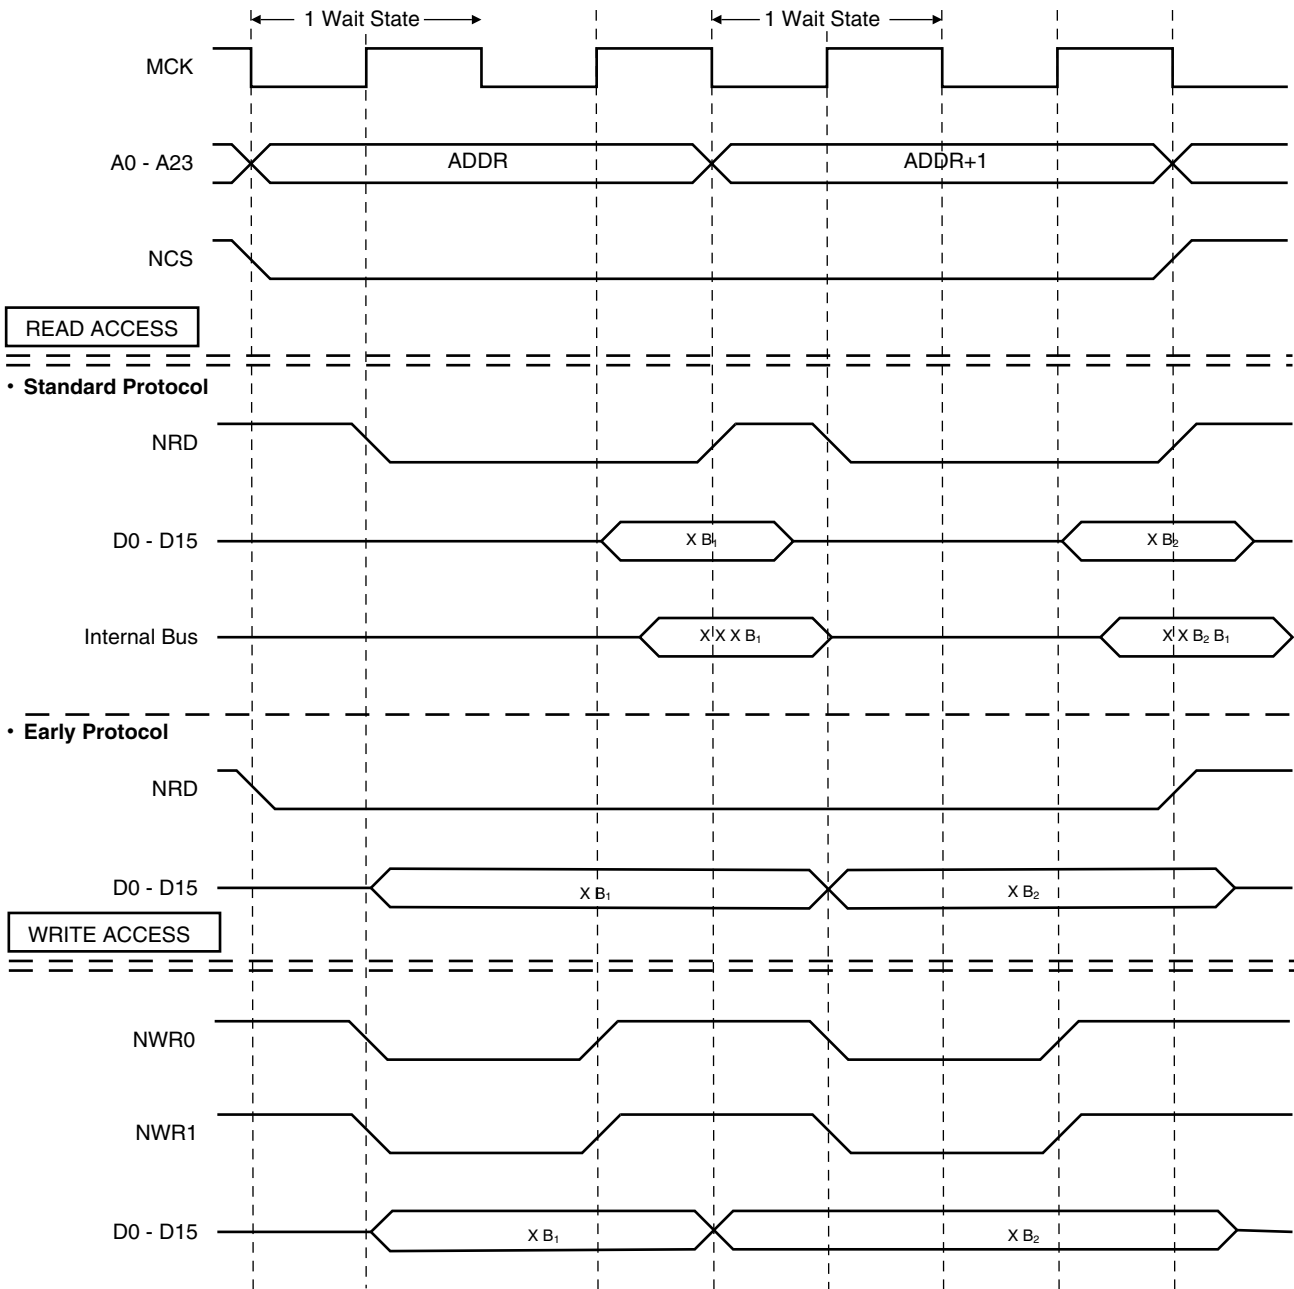 1 Wait State 1 Wait State
MCK
A0 - A23 ADDR ADDR+1
NCS
READ ACCESS
• Standard Protocol
NRD
D0 - D15 X B₁ X B₂
Internal Bus X X X B₁ X X B₂ B₁
• Early Protocol
NRD
D0 - D15 X B₁ X B₂
WRITE ACCESS
NWR0
NWR1
D0 - D15 X B₁ X B₂